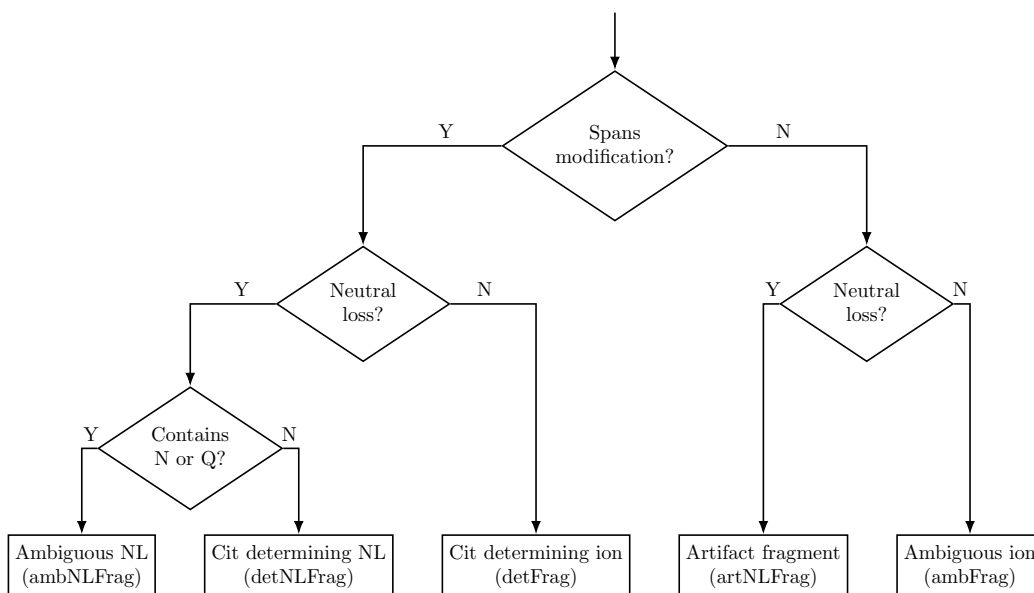 Spans
modification?
Y
N
Neutral
loss?
Y
N
Neutral
loss?
Y
N
Contains
N or Q?
Y
N
Ambiguous NL
(ambNLFrag)
Cit determining NL
(detNLFrag)
Cit determining ion
(detFrag)
Artifact fragment
(artNLFrag)
Ambiguous ion
(ambFrag)